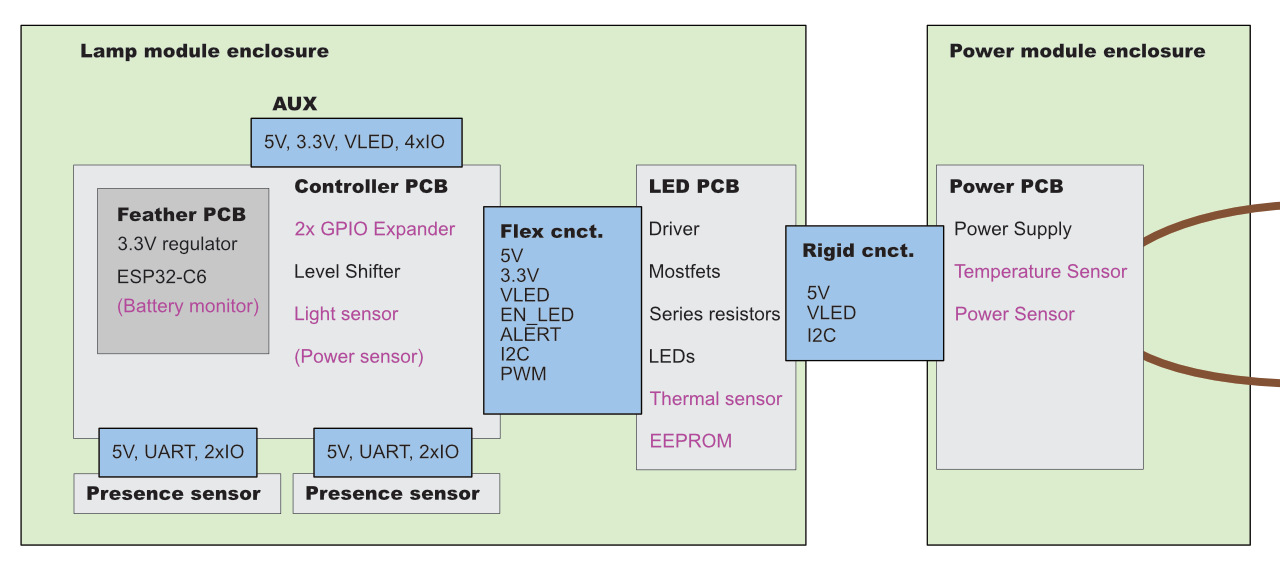 Lamp module enclosure
AUX
5V, 3.3V, VLED, 4xIO
Feather PCB
3.3V regulator
ESP32-C6
(Battery monitor)
Controller PCB
2x GPIO Expander
Level Shifter
Light sensor
(Power sensor)
Flex cnct.
5V
3.3V
VLED
EN_LED
ALERT
I2C
PWM
LED PCB
Driver
Mostfets
Series resistors
LEDs
Thermal sensor
EEPROM
5V, UART, 2xIO
Presence sensor
5V, UART, 2xIO
Presence sensor
Rigid cnct.
5V
VLED
I2C
Power module enclosure
Power PCB
Power Supply
Temperature Sensor
Power Sensor